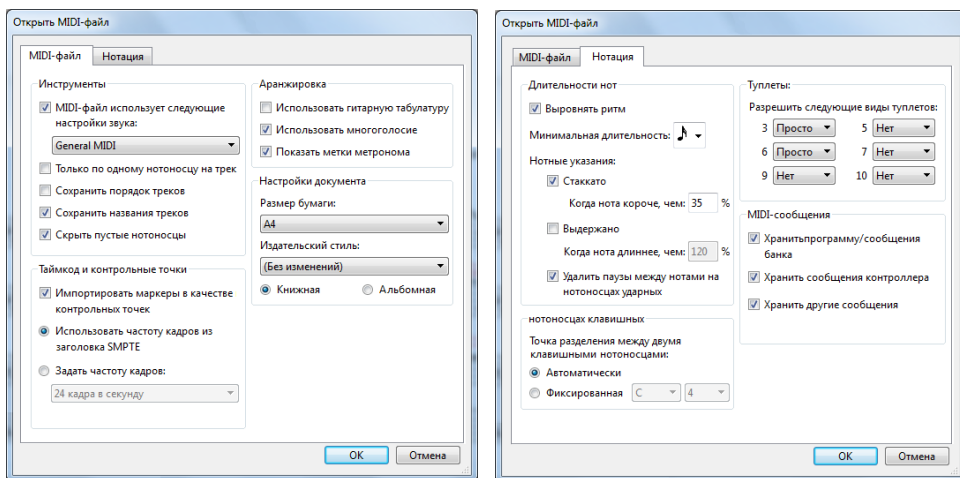 Открыть MIDI-файл
MIDI-файл
Нотация
Инструменты
MIDI-файл использует следующие
настройки звука:
General MIDI
Только по одному нотоносцу на трек
Сохранить порядок треков
Сохранить названия треков
Скрыть пустые нотоносцы
Таймкод и контрольные точки
Импортировать маркеры в качестве
контрольных точек
Использовать частоту кадров из
заголовка SMPTE
Задать частоту кадров:
24 кадра в секунду
Аранжировка
Использовать гитарную табулатуру
Использовать многоголосие
Показать метки метронома
Настройки документа
Размер бумаги:
A4
Издательский стиль:
(Без изменений)
Книжная
Альбомная
OK
Отмена
Открыть MIDI-файл
MIDI-файл
Нотация
Длительности нот
Выровнять ритм
Минимальная длительность:
Нотные указания:
Стаккато
Когда нота короче, чем: 35 %
Выдержано
Когда нота длиннее, чем: 120 %
Удалить паузы между нотами на
нотоносцах ударных
нотоносцах клавишных
Точка разделения между двумя
клавишными нотоносцами:
Автоматически
Фиксированная C 4
Туплеты:
Разрешить следующие виды туплетов:
3 Просто 5 Нет
6 Просто 7 Нет
9 Нет 10 Нет
MIDI-сообщения
Хранитьпрограмму/сообщения
банка
Хранить сообщения контроллера
Хранить другие сообщения
OK
Отмена